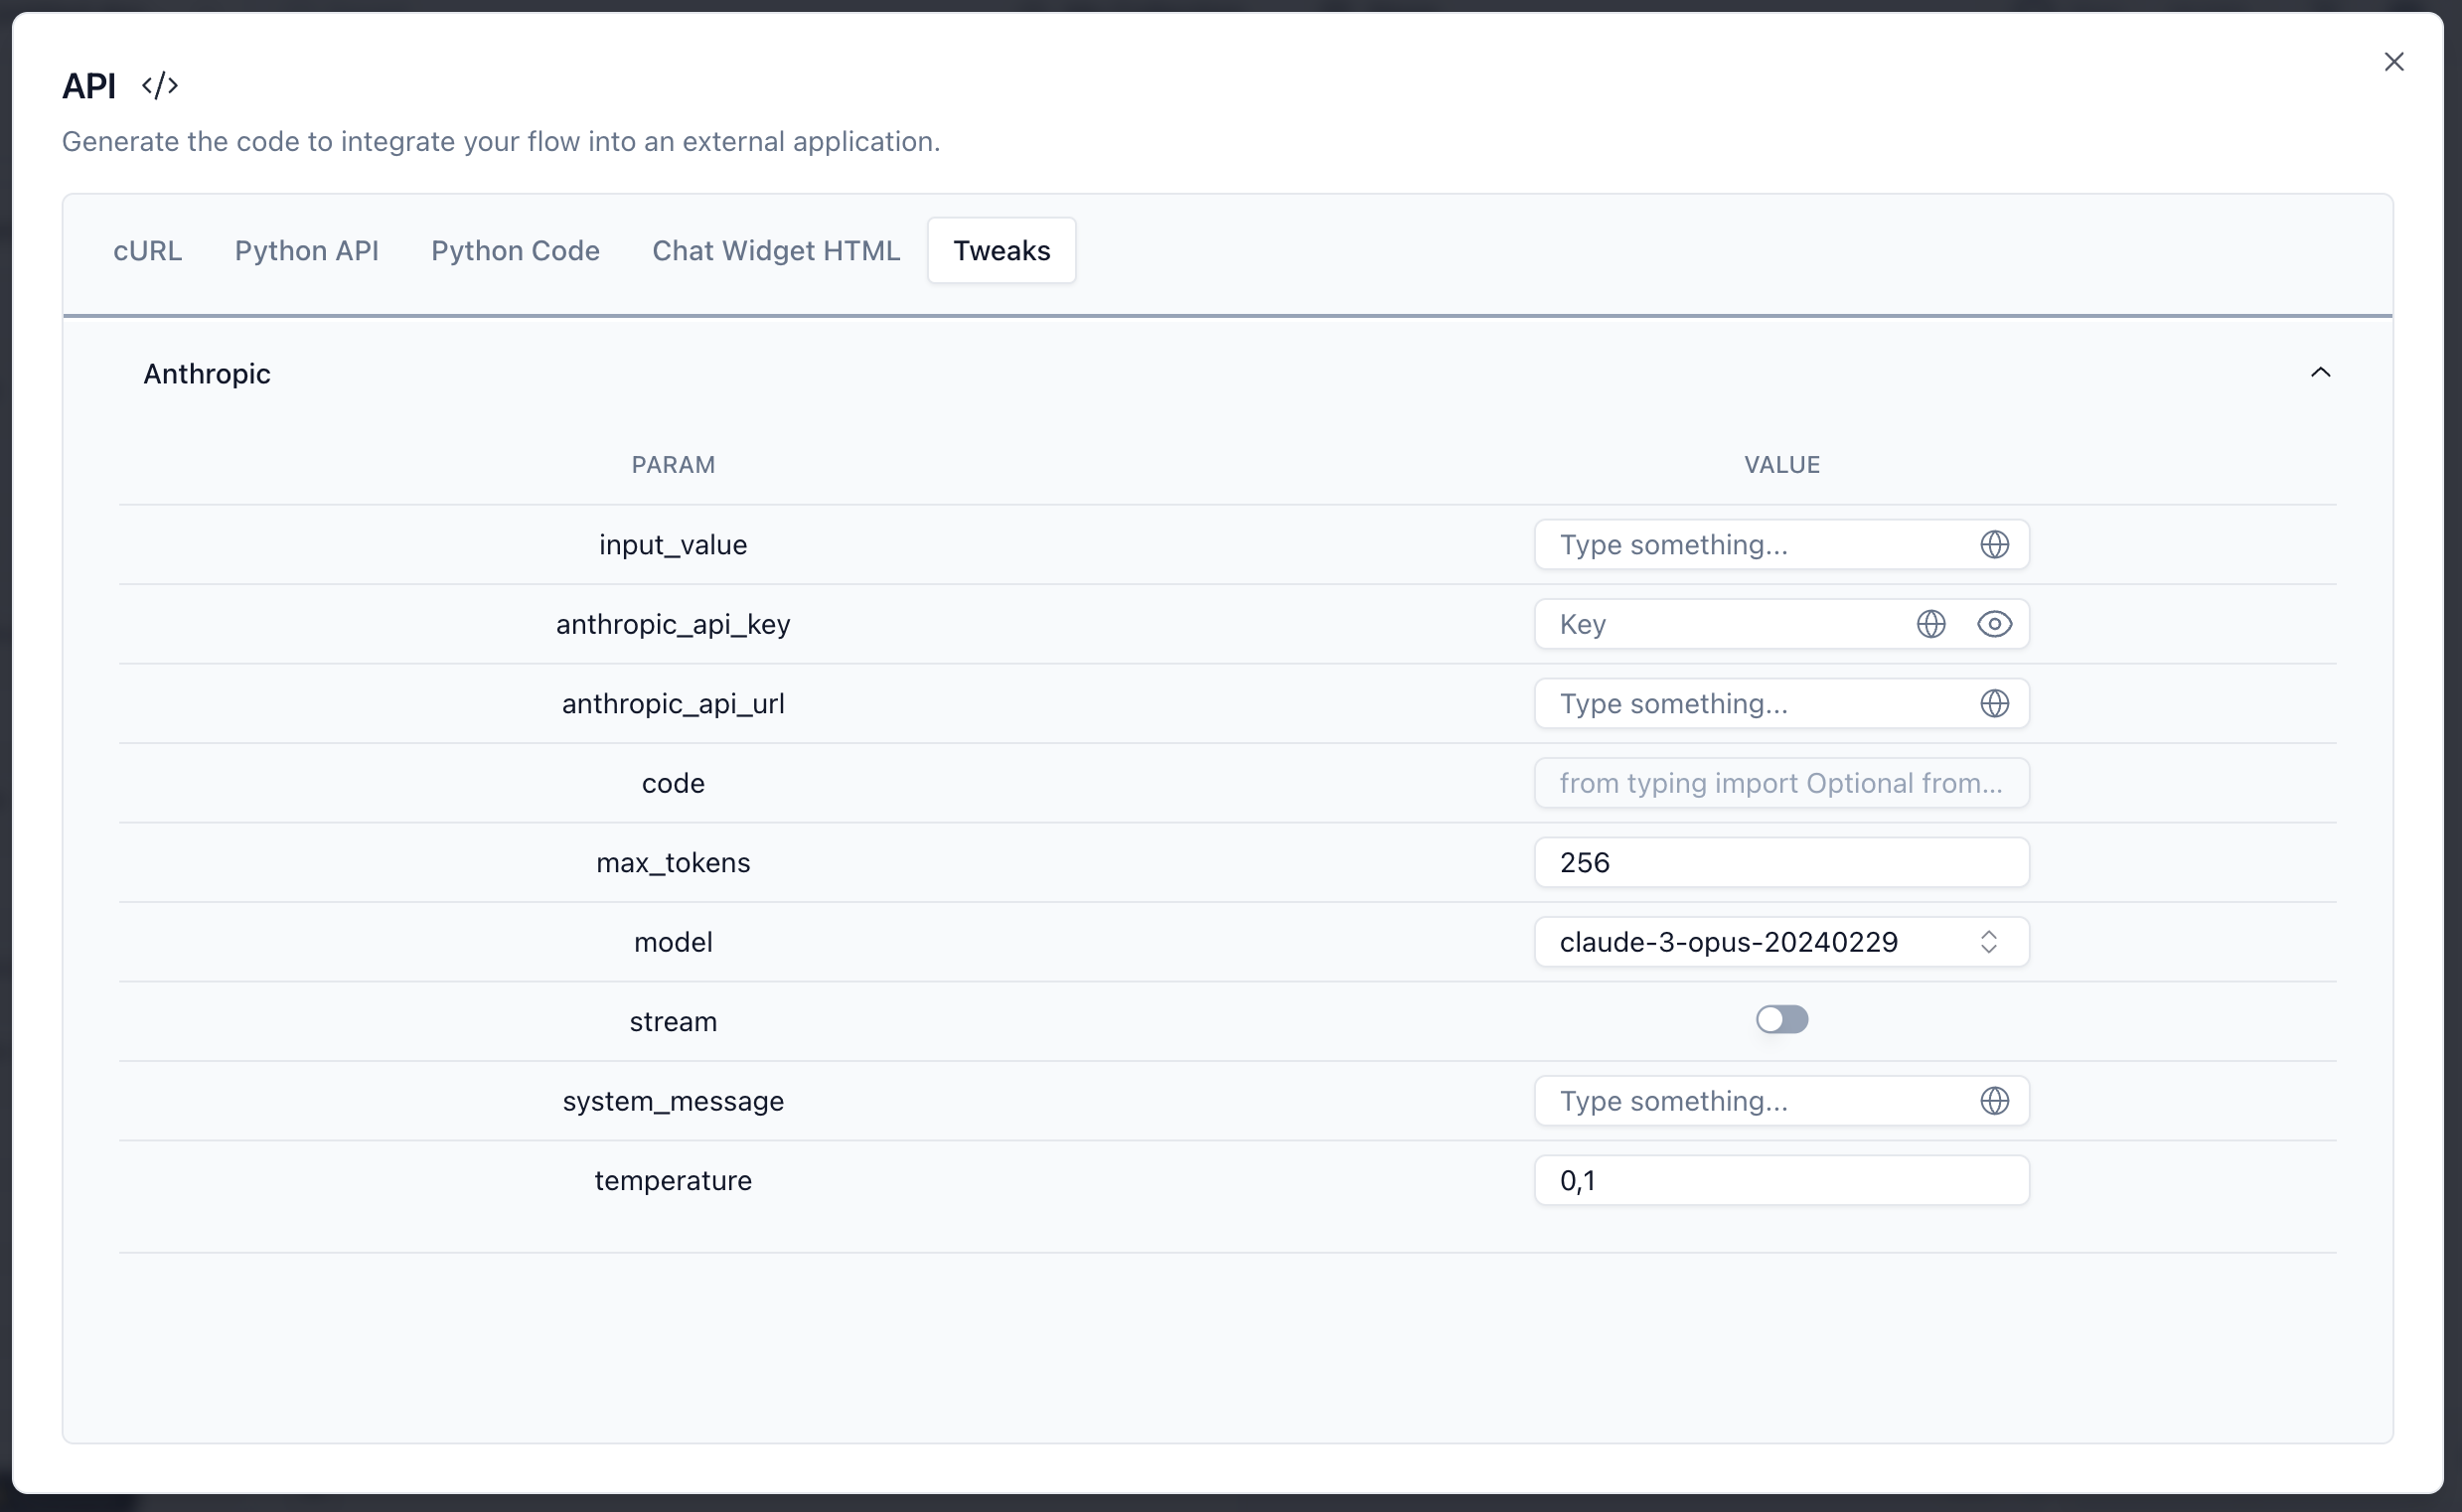 API </>
Generate the code to integrate your flow into an external application.
cURL Python API Python Code Chat Widget HTML Tweaks
Anthropic
PARAM VALUE
input_value Type something...
anthropic_api_key Key
anthropic_api_url Type something...
code from typing import Optional from...
max_tokens 256
model claude-3-opus-20240229
stream
system_message Type something...
temperature 0,1